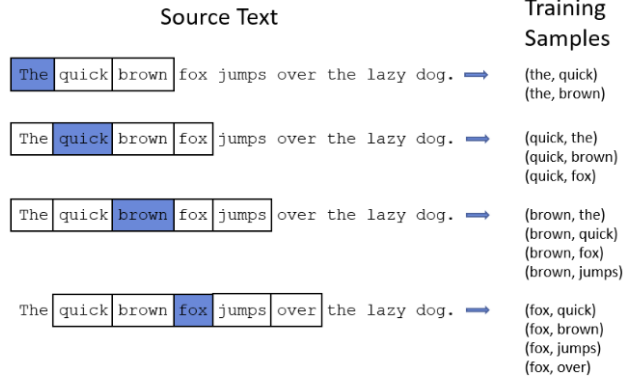 Source Text
Training
Samples
The quick brown fox jumps over the lazy dog.
(the, quick)
(the, brown)
The quick brown fox jumps over the lazy dog.
(quick, the)
(quick, brown)
(quick, fox)
The quick brown fox jumps over the lazy dog.
(brown, the)
(brown, quick)
(brown, fox)
(brown, jumps)
The quick brown fox jumps over the lazy dog.
(fox, quick)
(fox, brown)
(fox, jumps)
(fox, over)